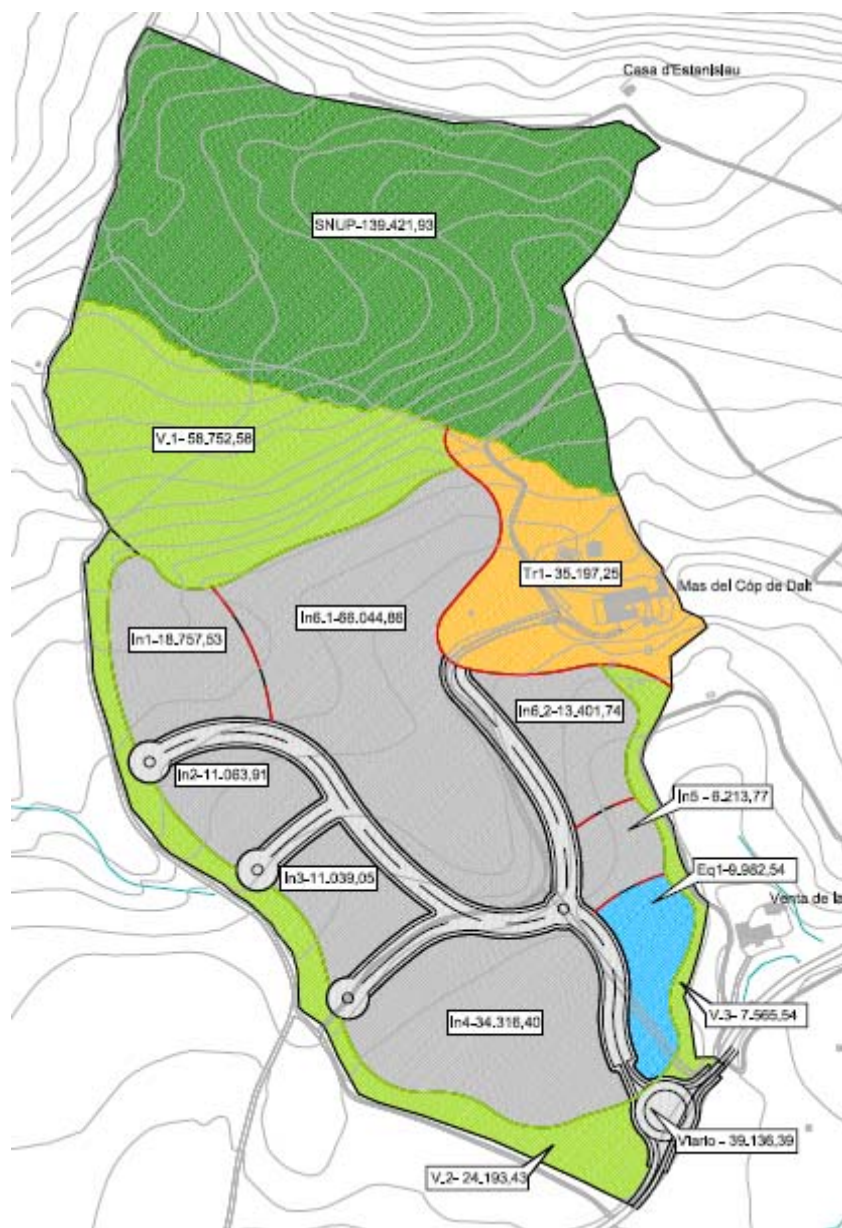 Casa d'Estanislau
SNUP-139.421,93
V.1- 58.752,58
Tr1- 35.197,25
Mas del Cóp de Dalt
In1-18.757,53
In6.1-68.044,88
In6.2-13.401,74
In2-11.063,91
In5 - 6.213,77
In3-11.039,05
Eq1-9.982,54
Venta de la
In4-34.316,40
V.3- 7.565,54
Viario - 39.136,39
V.2- 24.193,43